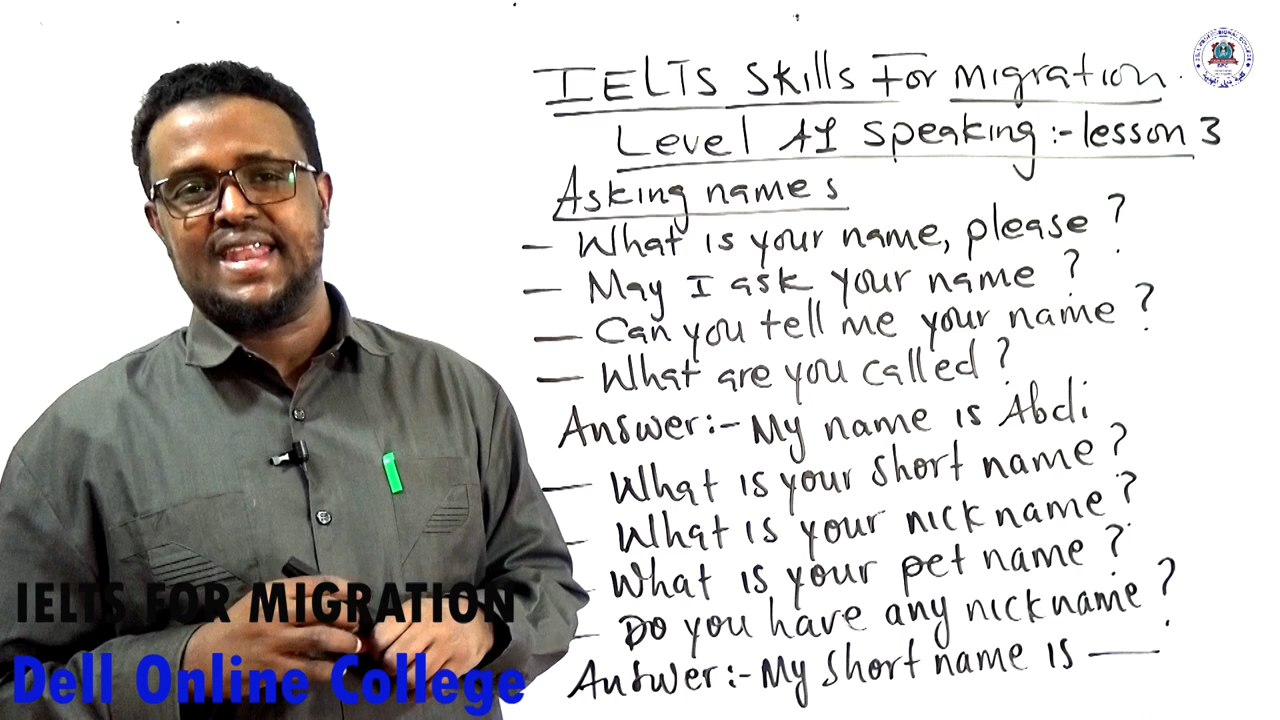 IELTS Skills For Migration.
Level A1 Speaking:- lesson 3
Asking names
- What is your name, please?
- May I ask your name?
- Can you tell me your name?
- What are you called?
Answer:- My name is Abdi
- What is your short name?
- What is your nick name?
- What is your pet name?
- Do you have any nickname?
Answer:- My short name is —
IELTS FOR MIGRATION
Dell Online College